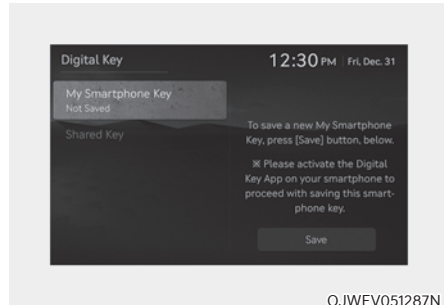 Digital Key
12:30 PM Fri, Dec. 31
My Smartphone Key
Not Saved
Shared Key
To save a new My Smartphone
Key, press [Save] button, below.
※ Please activate the Digital
Key App on your smartphone to
proceed with saving this smart-
phone key.
Save
OJWEV051287N